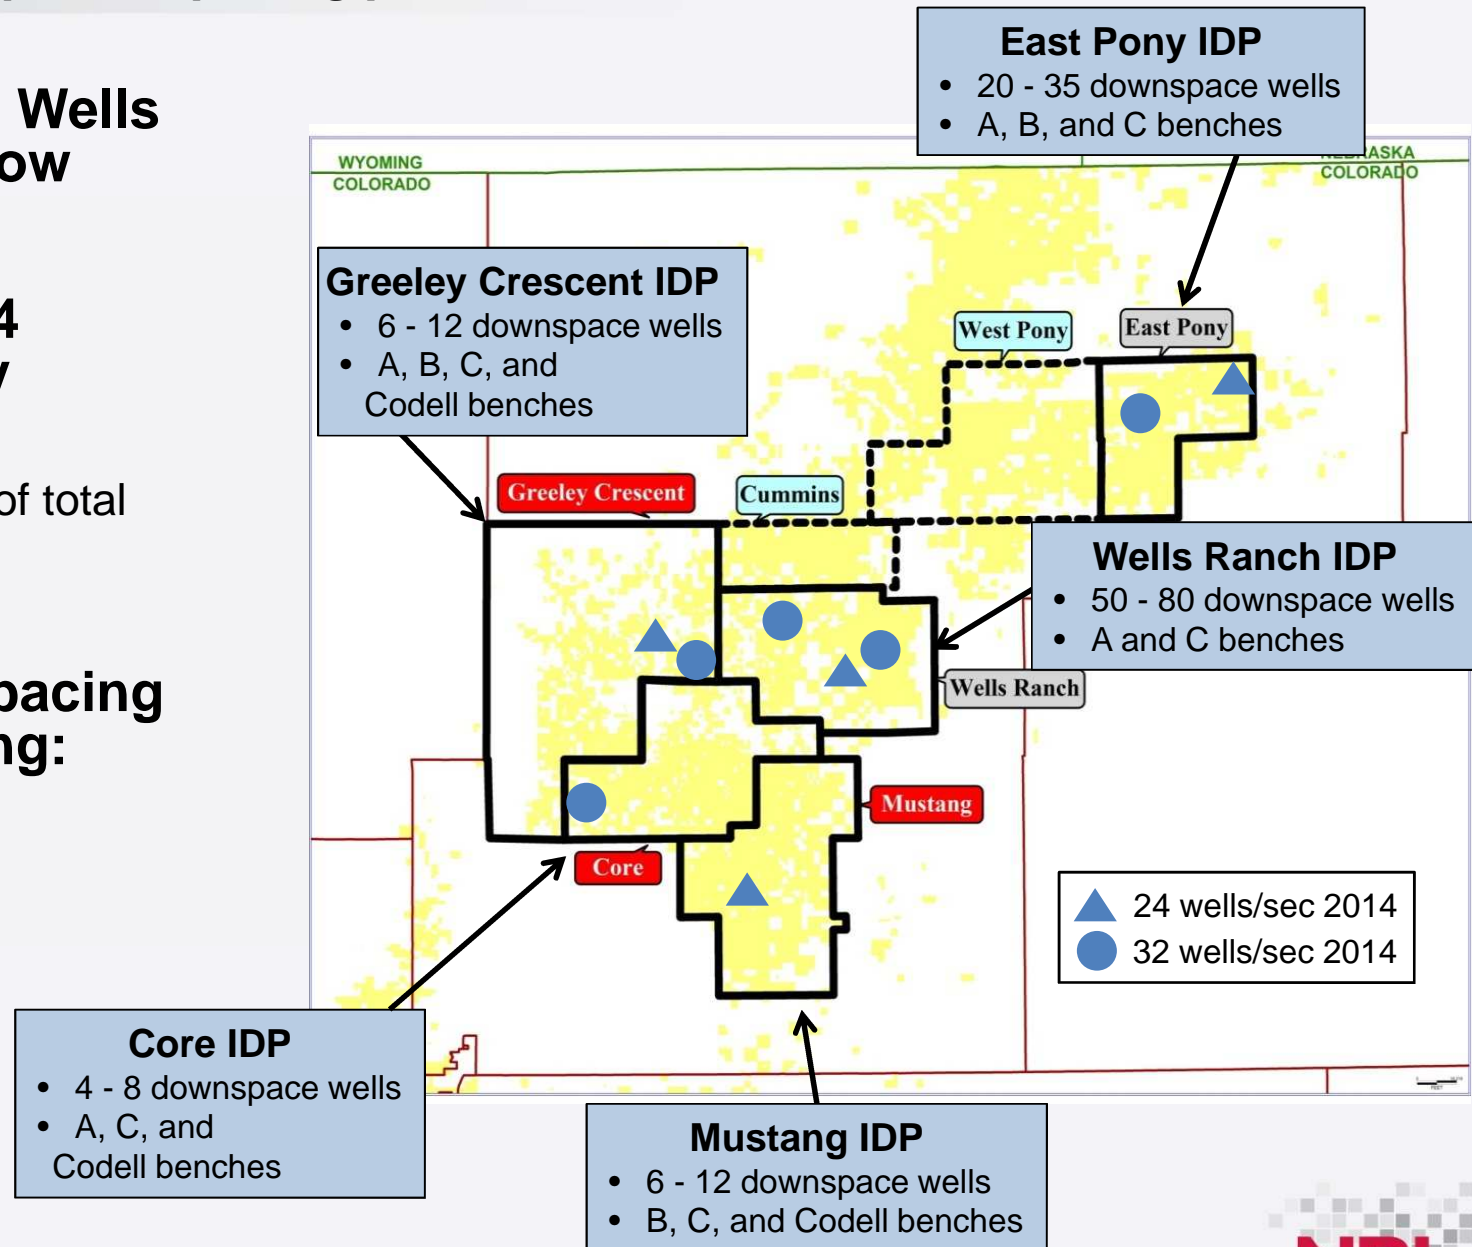 Wells
ow
4
y
of total
pacing
ng:
East Pony IDP
• 20 - 35 downspace wells
• A, B, and C benches
WYOMING
COLORADO
COLORADO
Greeley Crescent IDP
• 6 - 12 downspace wells
• A, B, C, and
Codell benches
West Pony
East Pony
Greeley Crescent
Cummins
Wells Ranch IDP
• 50 - 80 downspace wells
• A and C benches
Wells Ranch
Mustang
Core
24 wells/sec 2014
32 wells/sec 2014
Core IDP
• 4 - 8 downspace wells
• A, C, and
Codell benches
Mustang IDP
• 6 - 12 downspace wells
• B, C, and Codell benches